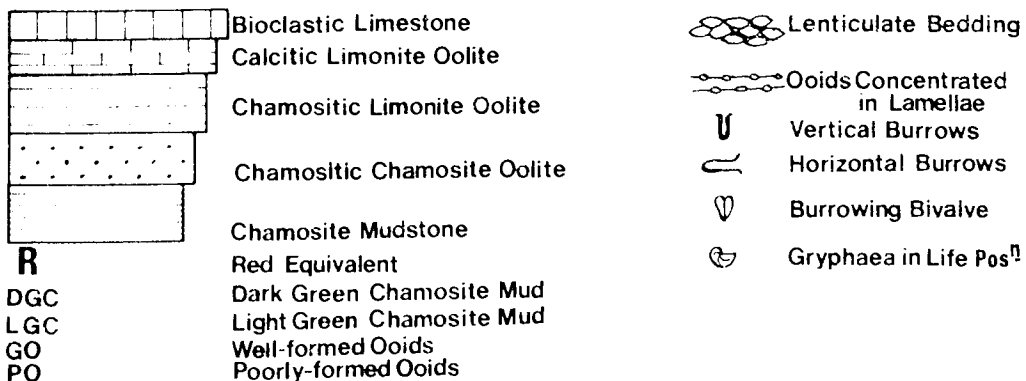 Bioclastic Limestone
Calcitic Limonite Oolite
Chamositic Limonite Oolite
Chamositic Chamosite Oolite
Chamosite Mudstone
R Red Equivalent
DGC Dark Green Chamosite Mud
LGC Light Green Chamosite Mud
GO Well-formed Ooids
PO Poorly-formed Ooids
Lenticulate Bedding
Ooids Concentrated
in Lamellae
Vertical Burrows
Horizontal Burrows
Burrowing Bivalve
Gryphaea in Life Posⁿ